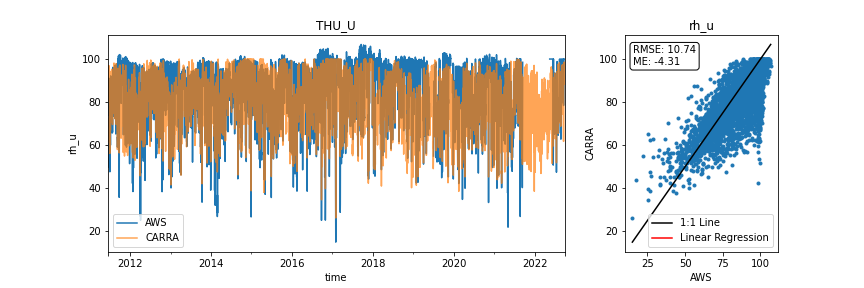 THU_U
rh_u
100
80
60
40
20
rh_u
AWS
CARRA
2012
2014
2016
2018
2020
2022
time
rh_u
RMSE: 10.74
ME: -4.31
100
80
60
40
20
CARRA
1:1 Line
Linear Regression
25
50
75
100
AWS